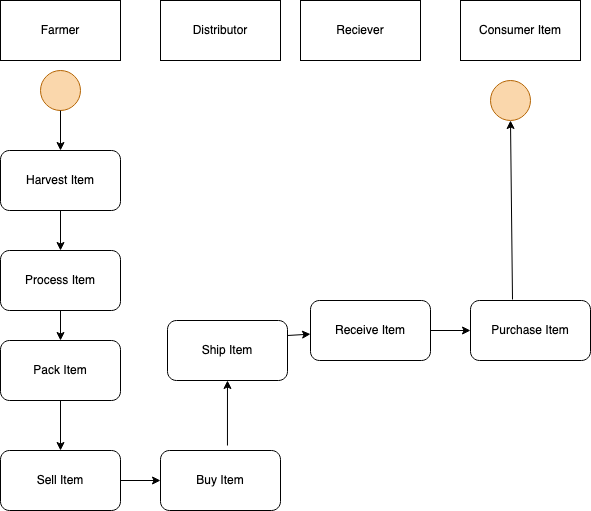 Farmer
Distributor
Reciever
Consumer Item
Harvest Item
Process Item
Pack Item
Sell Item
Buy Item
Ship Item
Receive Item
Purchase Item